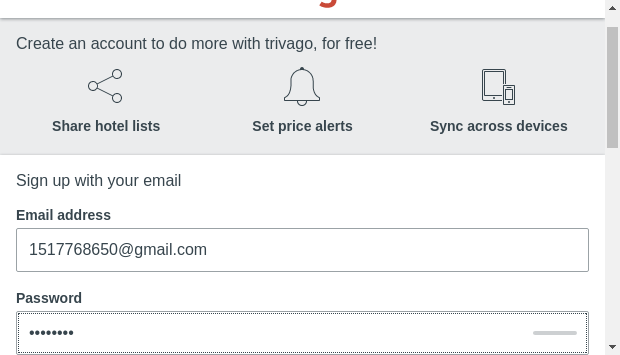 Create an account to do more with trivago, for free!
Share hotel lists
Set price alerts
Sync across devices
Sign up with your email
Email address
1517768650@gmail.com
Password
••••••••